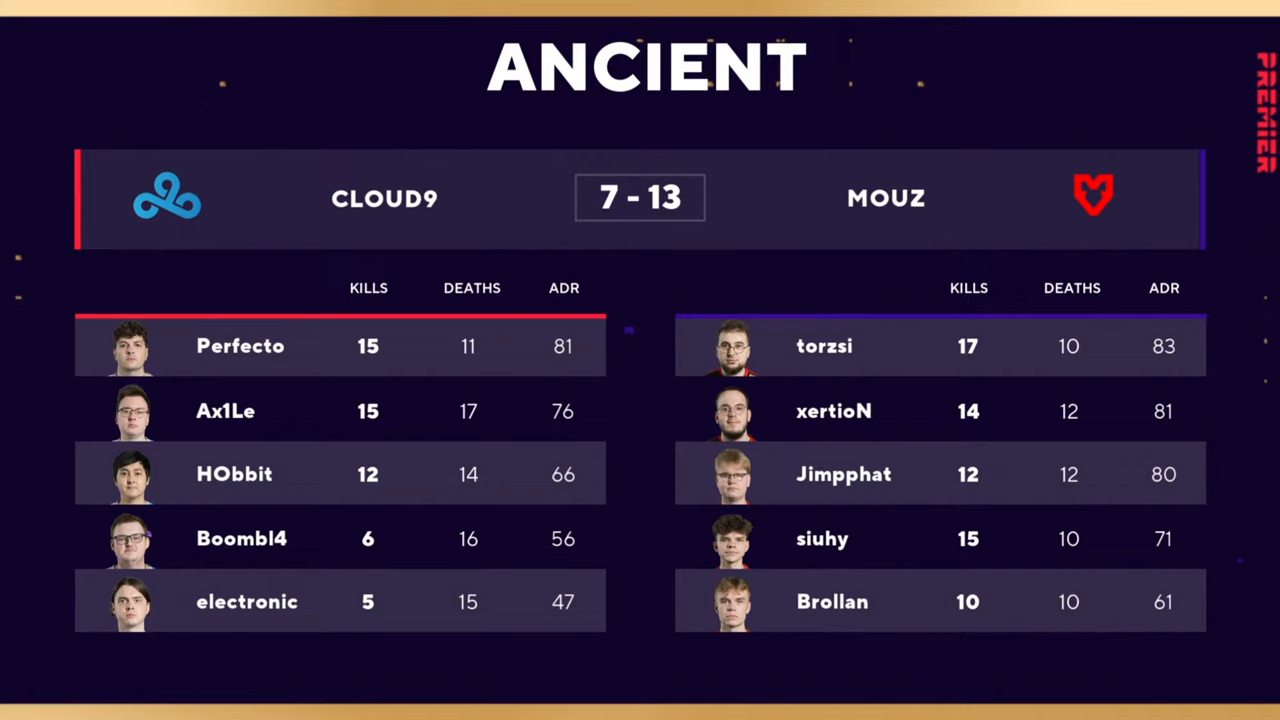 ANCIENT
PREMIER
CLOUD9 7 - 13 MOUZ
KILLS DEATHS ADR KILLS DEATHS ADR
Perfecto 15 11 81 torzsi 17 10 83
Ax1Le 15 17 76 xertioN 14 12 81
HObbit 12 14 66 Jimpphat 12 12 80
Boombl4 6 16 56 siuhy 15 10 71
electronic 5 15 47 Brollan 10 10 61